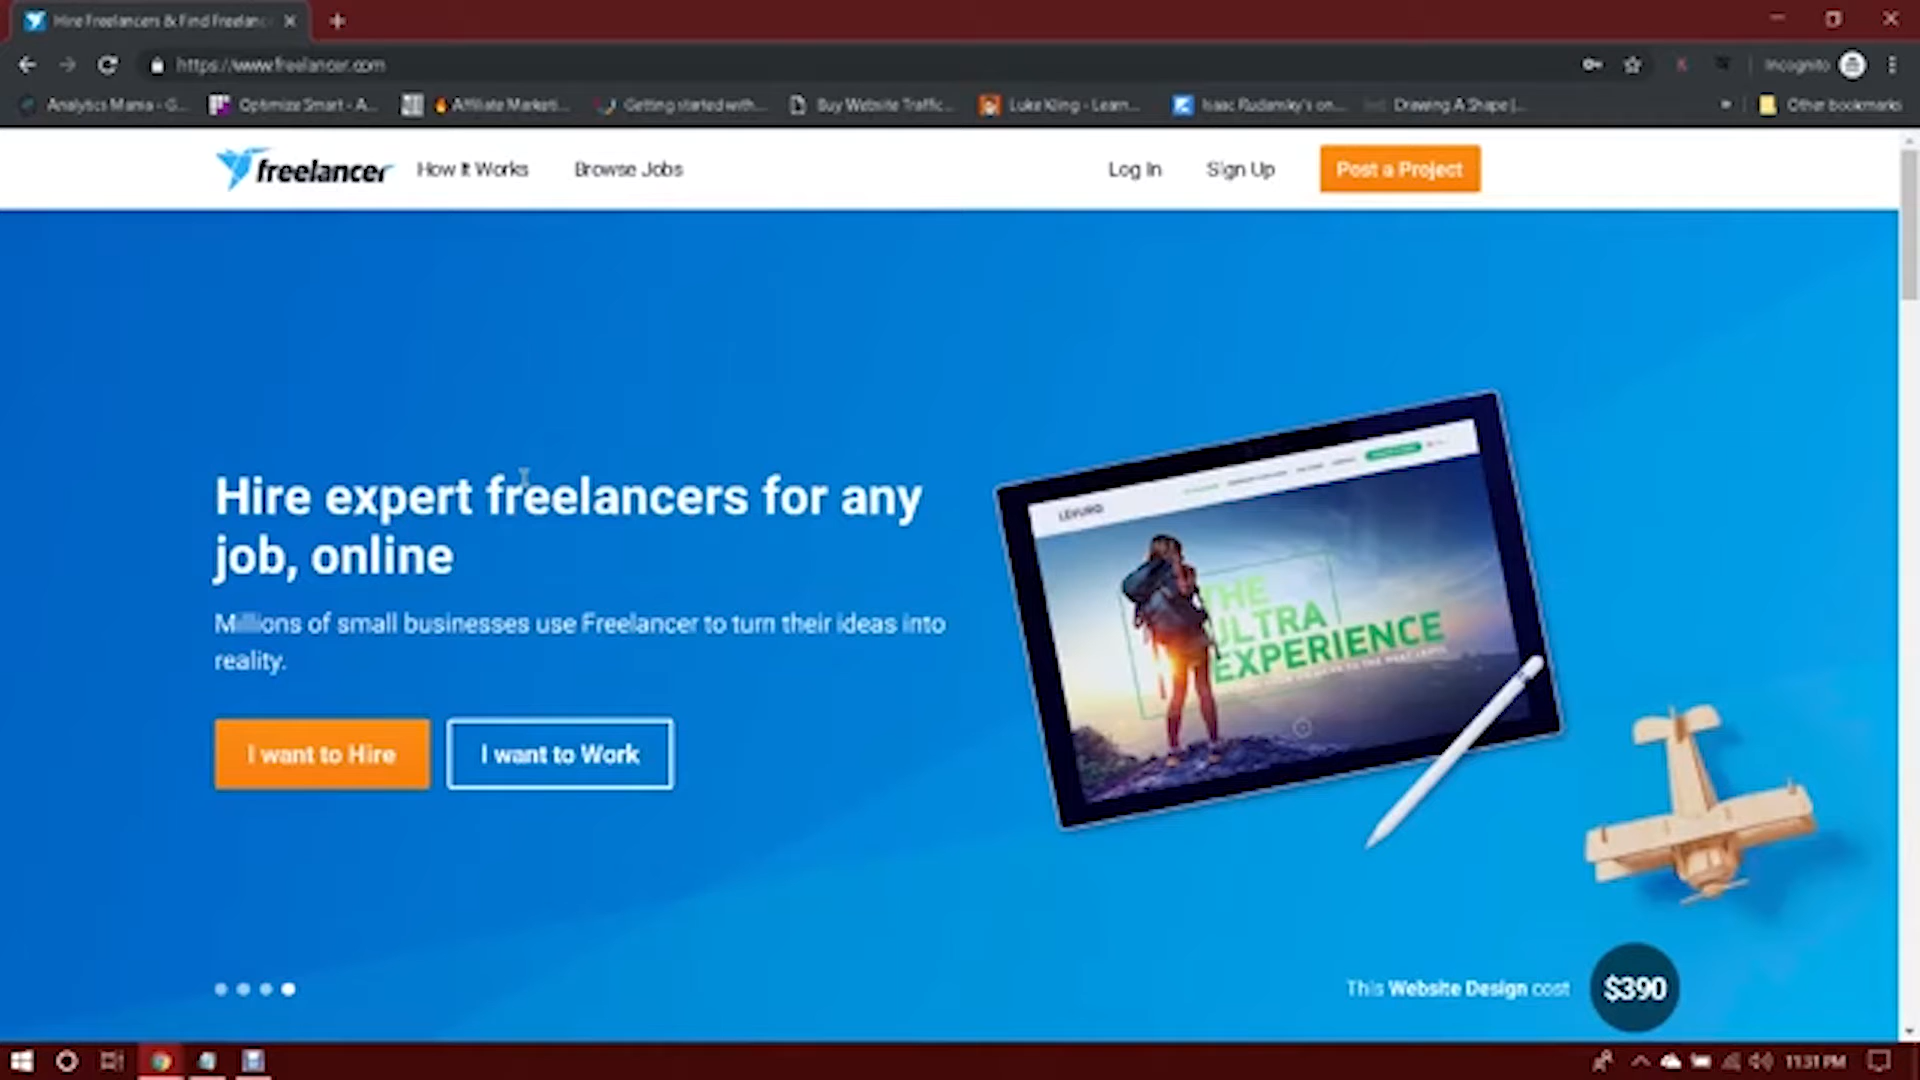 Hire Freelancers & Find Freelanc
https://www.freelancer.com
Incognito
Analytics Mania - G...
Optimize Smart - A...
Affiliate Marketi...
Getting started with...
Buy Website Traffic...
Luke Kling - Learn...
Isaac Rudansky's on...
Drawing A Shape |...
Other bookmarks
freelancer
How It Works
Browse Jobs
Log In
Sign Up
Post a Project
Hire expert freelancers for any
job, online
Millions of small businesses use Freelancer to turn their ideas into
reality.
I want to Hire
I want to Work
THE
ULTRA
EXPERIENCE
This Website Design cost
$390
11:31 PM